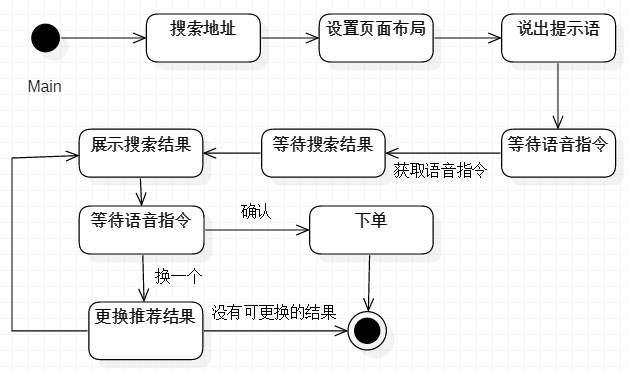 搜索地址
设置页面布局
说出提示语
Main
展示搜索结果
等待搜索结果
等待语音指令
获取语音指令
等待语音指令
确认
下单
换一个
更换推荐结果
没有可更换的结果